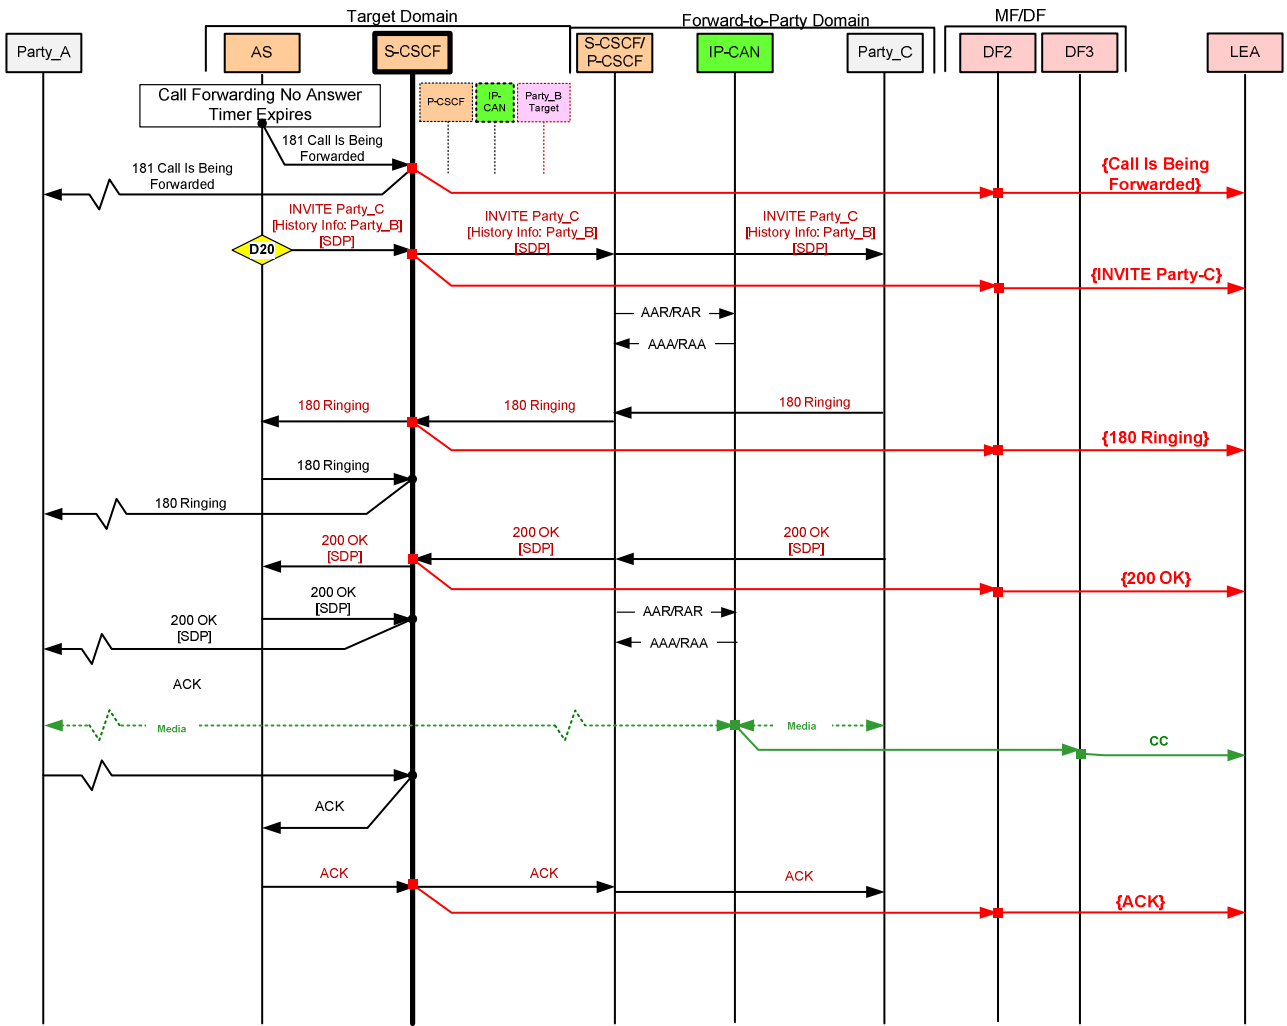 Target Domain
Forward-to-Party Domain
MF/DF
Party_A
AS
S-CSCF
S-CSCF/
P-CSCF
IP-CAN
Party_C
DF2
DF3
LEA
Call Forwarding No Answer
Timer Expires
P-CSCF
IP-
CAN
Party_B
Target
181 Call Is Being
Forwarded
181 Call Is Being
Forwarded
{Call Is Being
Forwarded}
D20
INVITE Party_C
[History Info: Party_B]
[SDP]
INVITE Party_C
[History Info: Party_B]
[SDP]
INVITE Party_C
[History Info: Party_B]
[SDP]
{INVITE Party-C}
AAR/RAR
AAA/RAA
180 Ringing
180 Ringing
180 Ringing
{180 Ringing}
180 Ringing
180 Ringing
200 OK
[SDP]
200 OK
[SDP]
200 OK
[SDP]
{200 OK}
200 OK
[SDP]
200 OK
[SDP]
AAR/RAR
AAA/RAA
ACK
Media
Media
CC
ACK
ACK
ACK
ACK
{ACK}